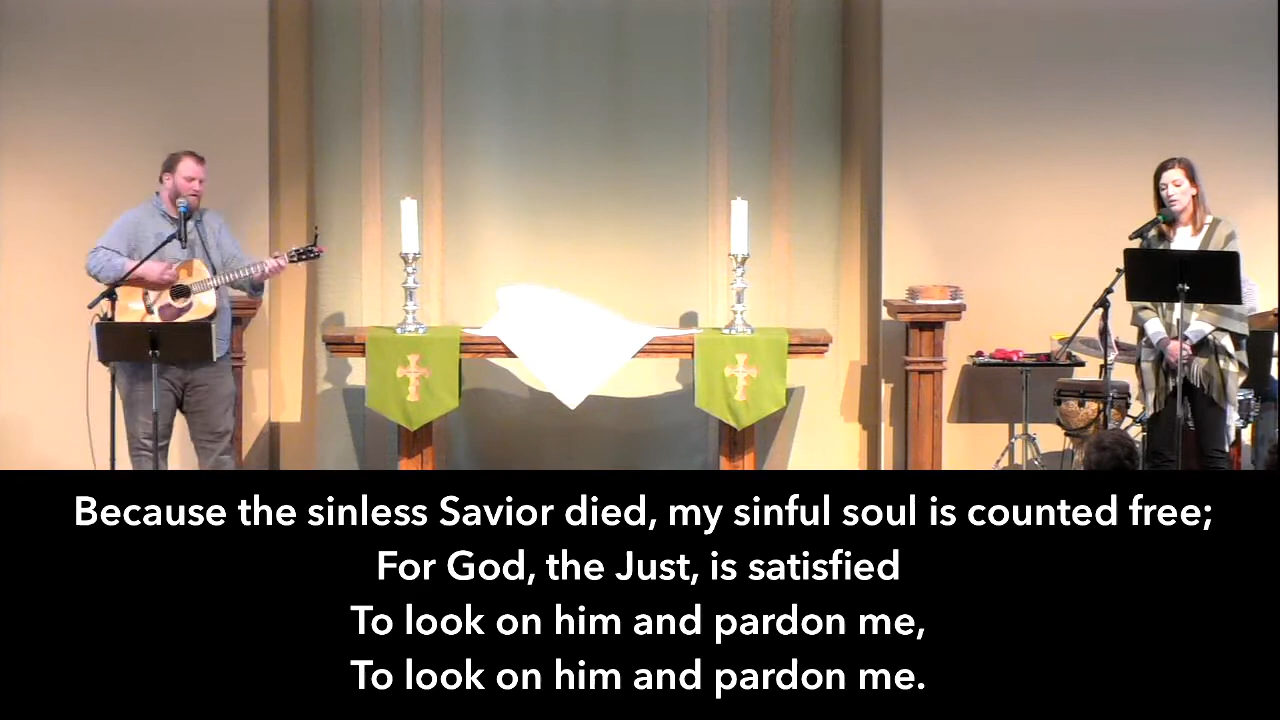 Because the sinless Savior died, my sinful soul is counted free;
For God, the Just, is satisfied
To look on him and pardon me,
To look on him and pardon me.